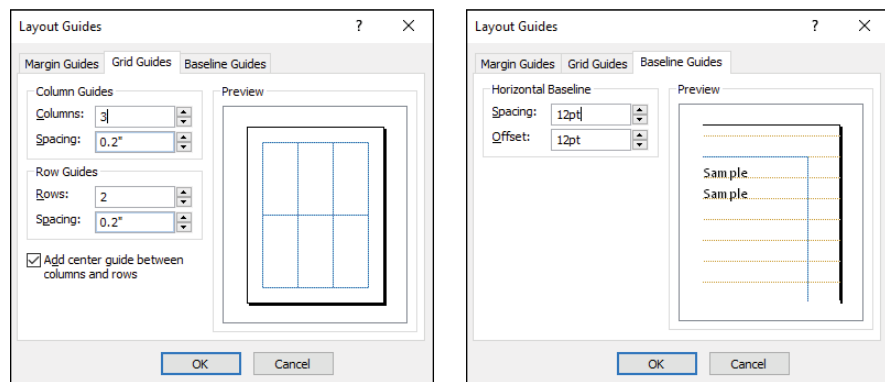 Layout Guides
?
Margin Guides
Grid Guides
Baseline Guides
Column Guides
Columns:
3
Spacing:
0.2"
Row Guides
Rows:
2
Spacing:
0.2"
Add center guide between
columns and rows
Preview
OK
Cancel
Layout Guides
?
Margin Guides
Grid Guides
Baseline Guides
Horizontal Baseline
Spacing:
12pt
Offset:
12pt
Preview
Sample
Sample
OK
Cancel